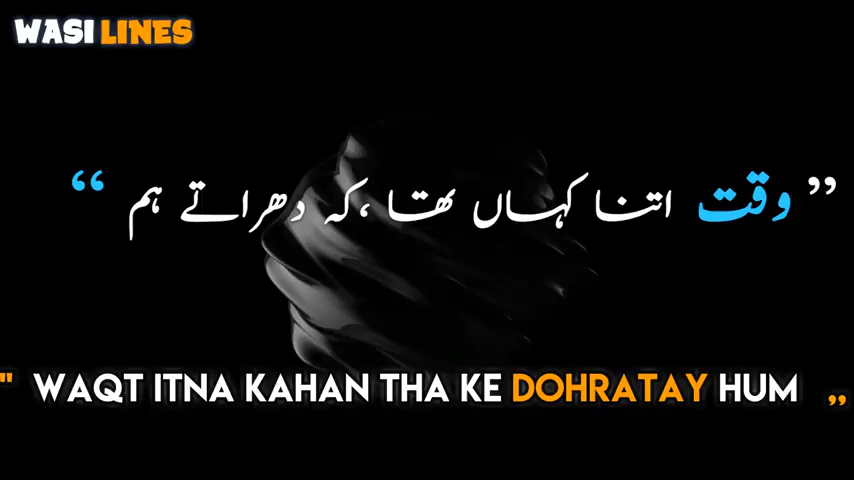 WASI LINES
” وقت اتنا کہاں تھا ،کہ دھراتے ہم “
" WAQT ITNA KAHAN THA KE DOHRATAY HUM „